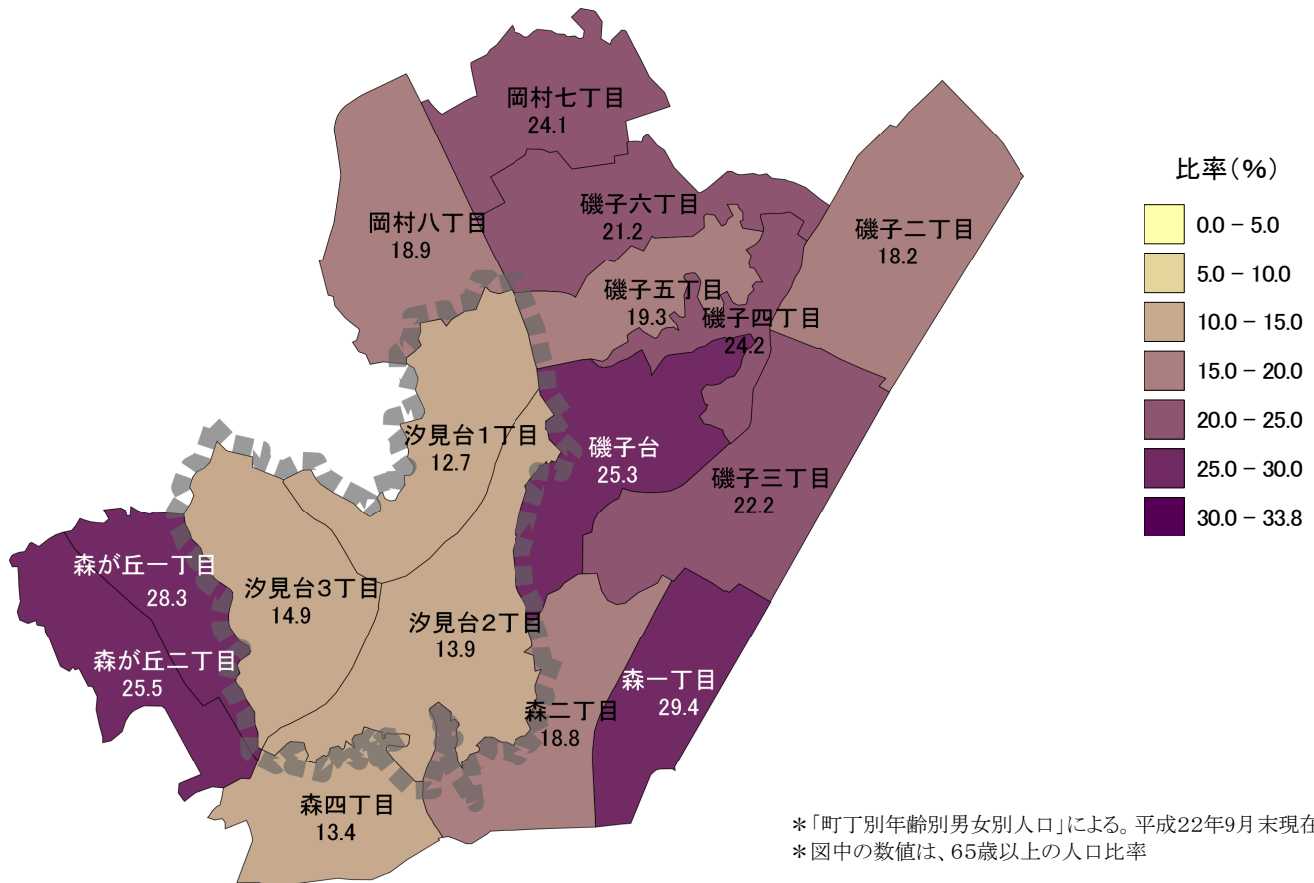 岡村七丁目
24.1
岡村八丁目
18.9
磯子六丁目
21.2
磯子二丁目
18.2
磯子五丁目
19.3
磯子四丁目
24.2
汐見台1丁目
12.7
磯子台
25.3
磯子三丁目
22.2
森が丘一丁目
28.3
汐見台3丁目
14.9
汐見台2丁目
13.9
森が丘二丁目
25.5
森一丁目
29.4
森二丁目
18.8
森四丁目
13.4
比率(%)
0.0 – 5.0
5.0 – 10.0
10.0 – 15.0
15.0 – 20.0
20.0 – 25.0
25.0 – 30.0
30.0 – 33.8
*「町丁別年齢別男女別人口」による。平成22年9月末現在
*図中の数値は、65歳以上の人口比率